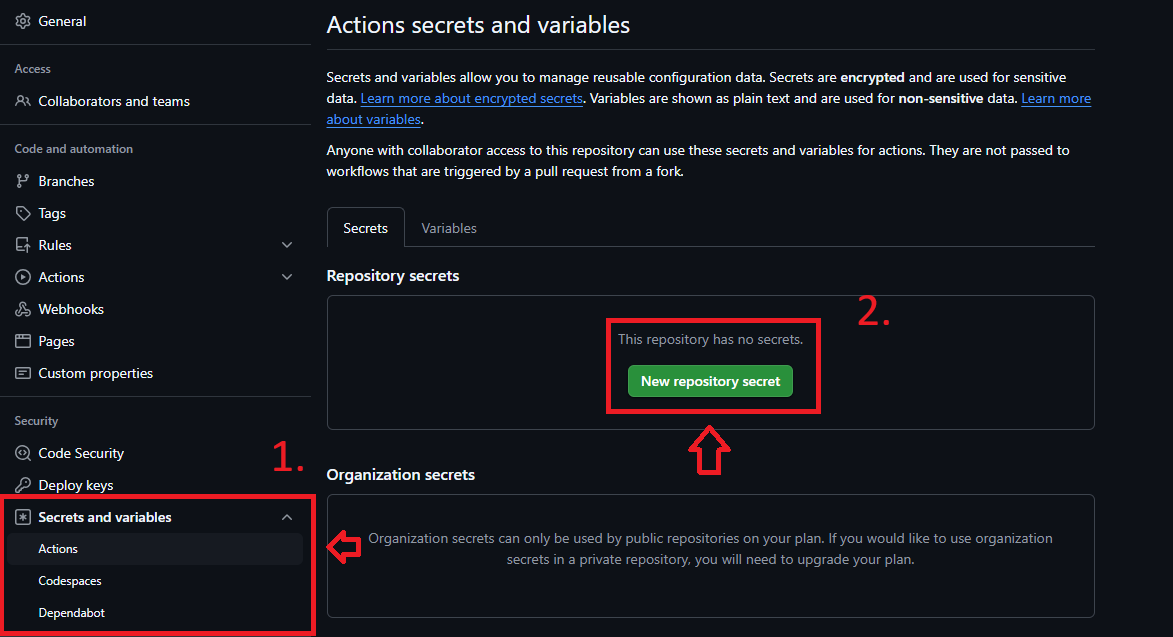 General
Access
Collaborators and teams
Code and automation
Branches
Tags
Rules
Actions
Webhooks
Pages
Custom properties
Security
Code Security
1.
Deploy keys
Secrets and variables
Actions
Codespaces
Dependabot
Actions secrets and variables
Secrets and variables allow you to manage reusable configuration data. Secrets are encrypted and are used for sensitive
data. Learn more about encrypted secrets. Variables are shown as plain text and are used for non-sensitive data. Learn more
about variables.
Anyone with collaborator access to this repository can use these secrets and variables for actions. They are not passed to
workflows that are triggered by a pull request from a fork.
Secrets
Variables
Repository secrets
2.
This repository has no secrets.
New repository secret
Organization secrets
Organization secrets can only be used by public repositories on your plan. If you would like to use organization
secrets in a private repository, you will need to upgrade your plan.